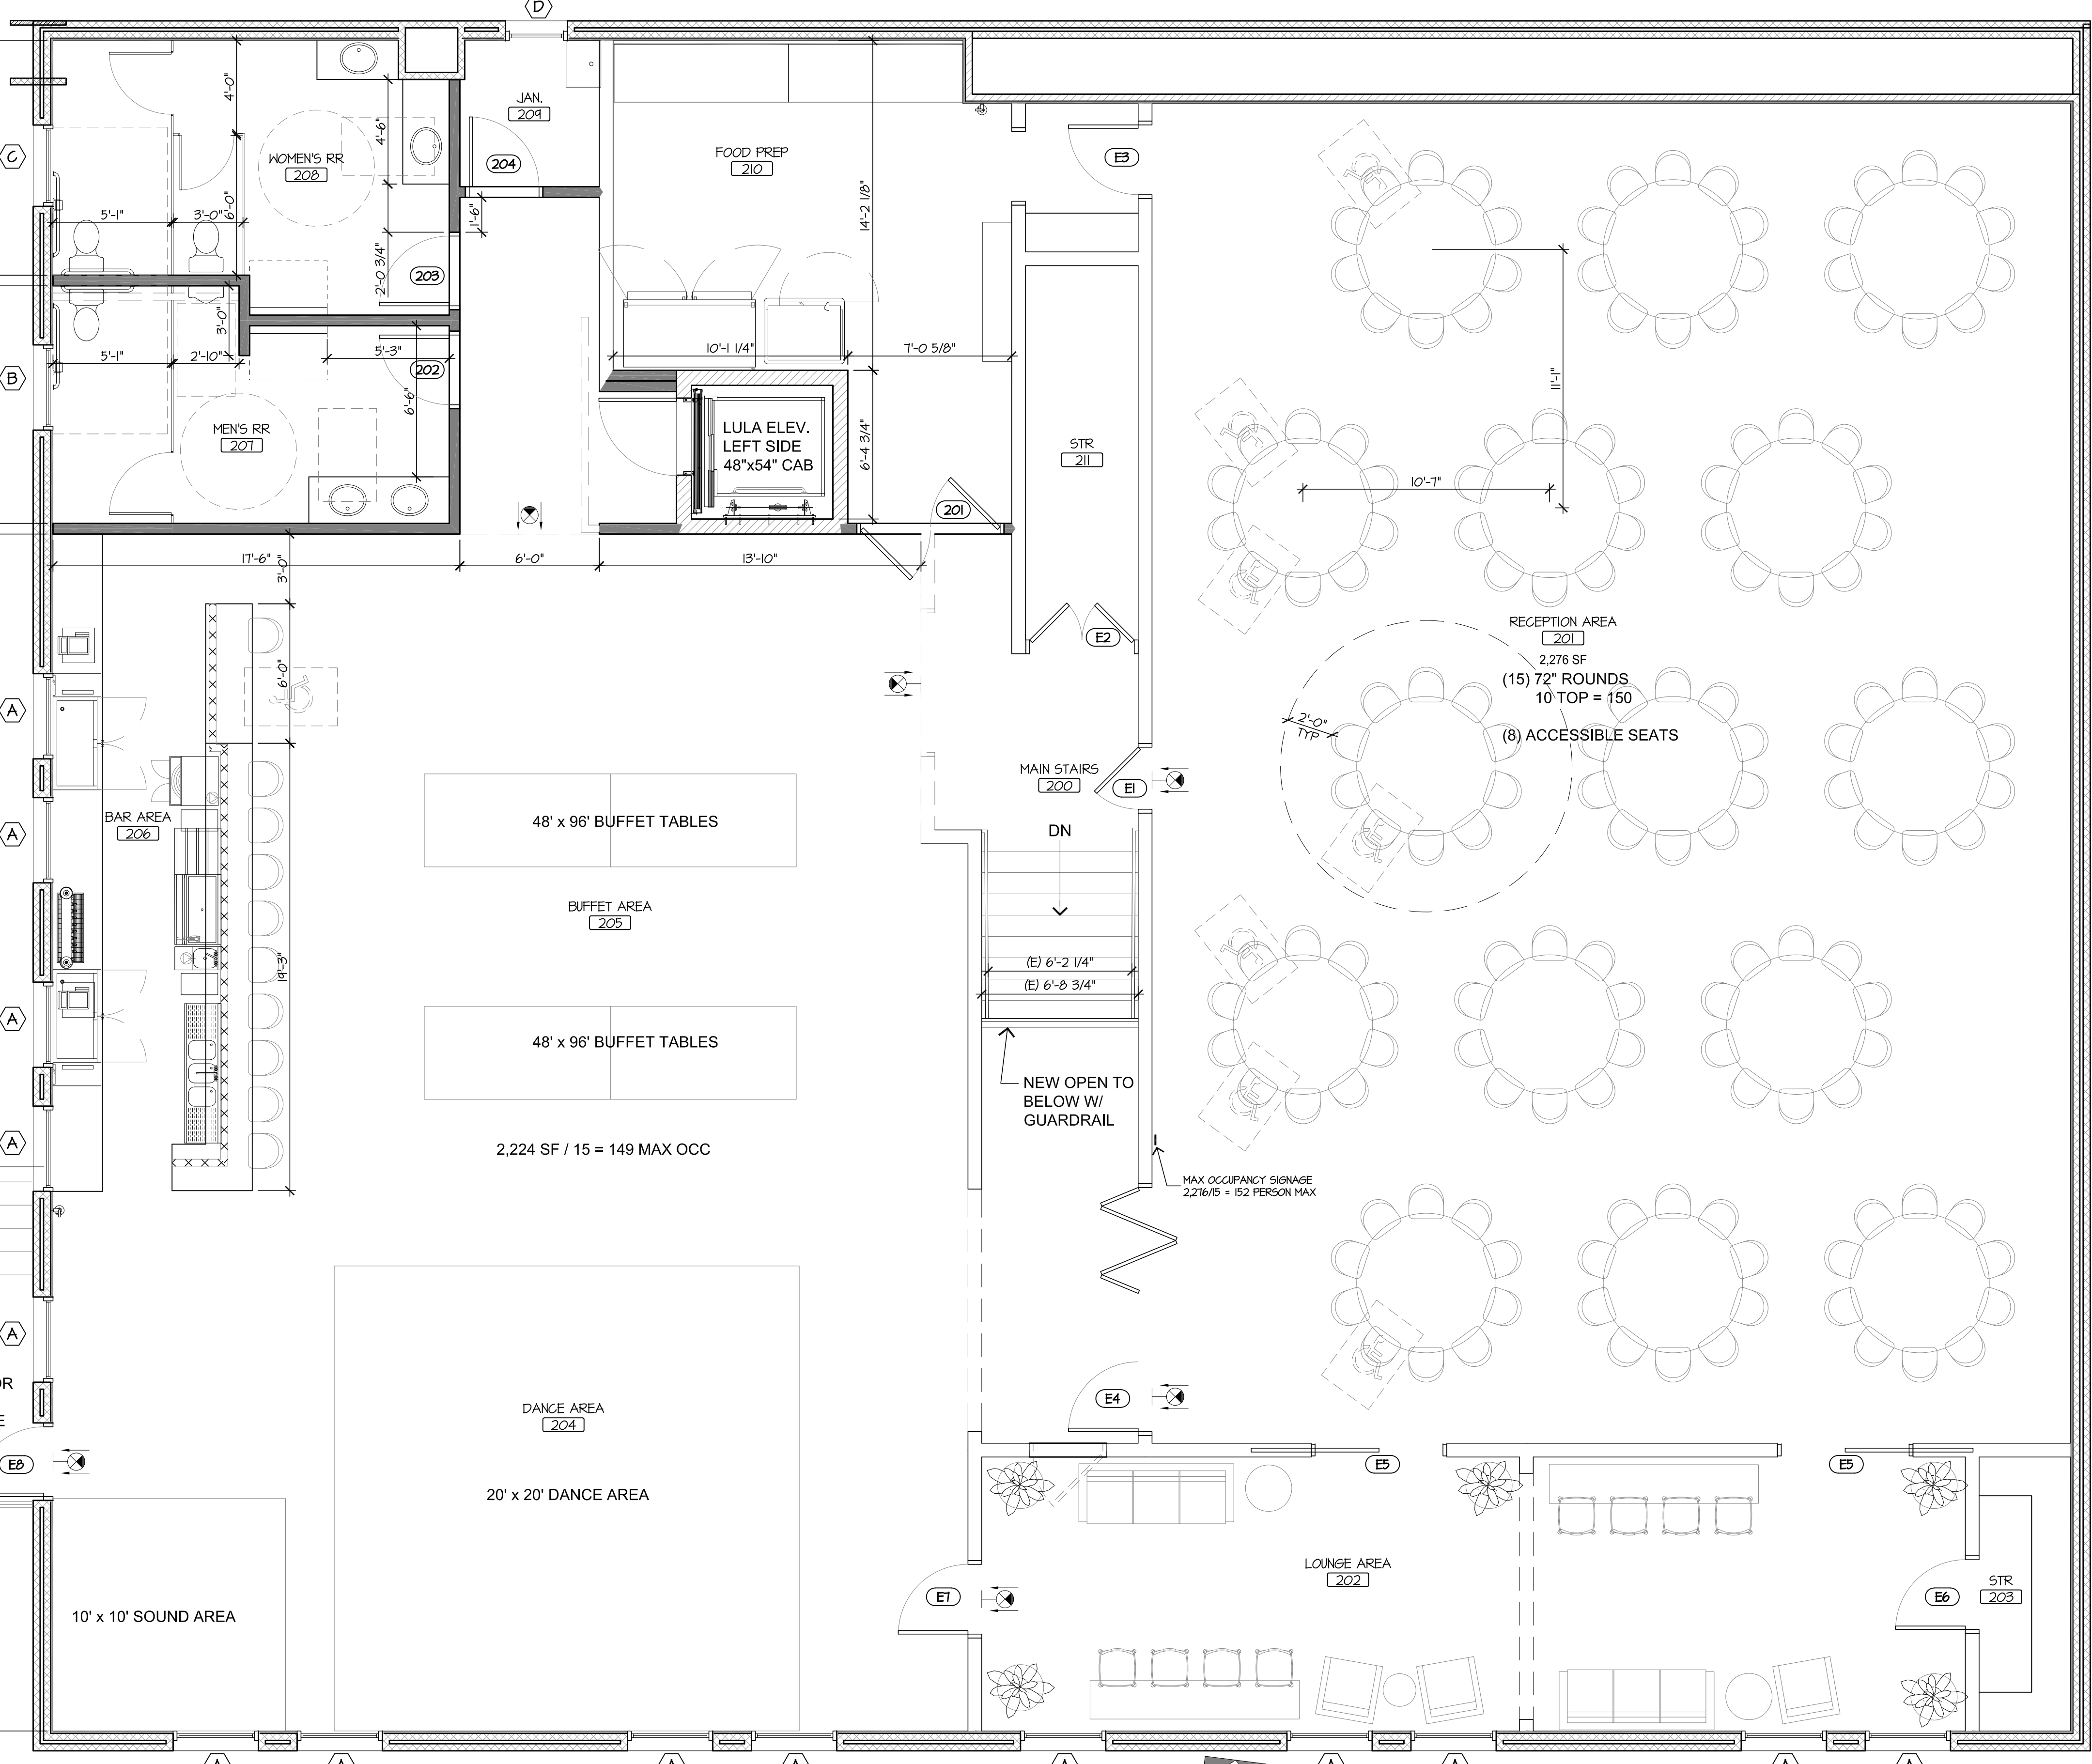 D
C
B
A
A
A
A
A
4'-0"
WOMEN'S RR
208
4'-6"
5'-1"
3'-0"
6'-0"
1'-6"
2'-0 3/4"
203
JAN.
209
204
FOOD PREP
210
14'-2 1/8"
E3
3'-0"
5'-1"
2'-10"
5'-3"
202
6'-6"
MEN'S RR
207
10'-1 1/4"
7'-0 5/8"
LULA ELEV.
LEFT SIDE
48"x54" CAB
6'-4 3/4"
201
STR
211
E2
11'-1"
10'-7"
17'-6"
6'-0"
13'-10"
3'-0"
6'-0"
19'-3"
RECEPTION AREA
201
2,276 SF
(15) 72" ROUNDS
10 TOP = 150
(8) ACCESSIBLE SEATS
2'-0"
TYP
BAR AREA
206
48' x 96' BUFFET TABLES
BUFFET AREA
205
48' x 96' BUFFET TABLES
2,224 SF / 15 = 149 MAX OCC
MAIN STAIRS
200
E1
DN
(E) 6'-2 1/4"
(E) 6'-8 3/4"
NEW OPEN TO
BELOW W/
GUARDRAIL
MAX OCCUPANCY SIGNAGE
2,276/15 = 152 PERSON MAX
E4
E5
E5
DANCE AREA
204
20' x 20' DANCE AREA
E8
10' x 10' SOUND AREA
E7
LOUNGE AREA
202
E6
STR
203